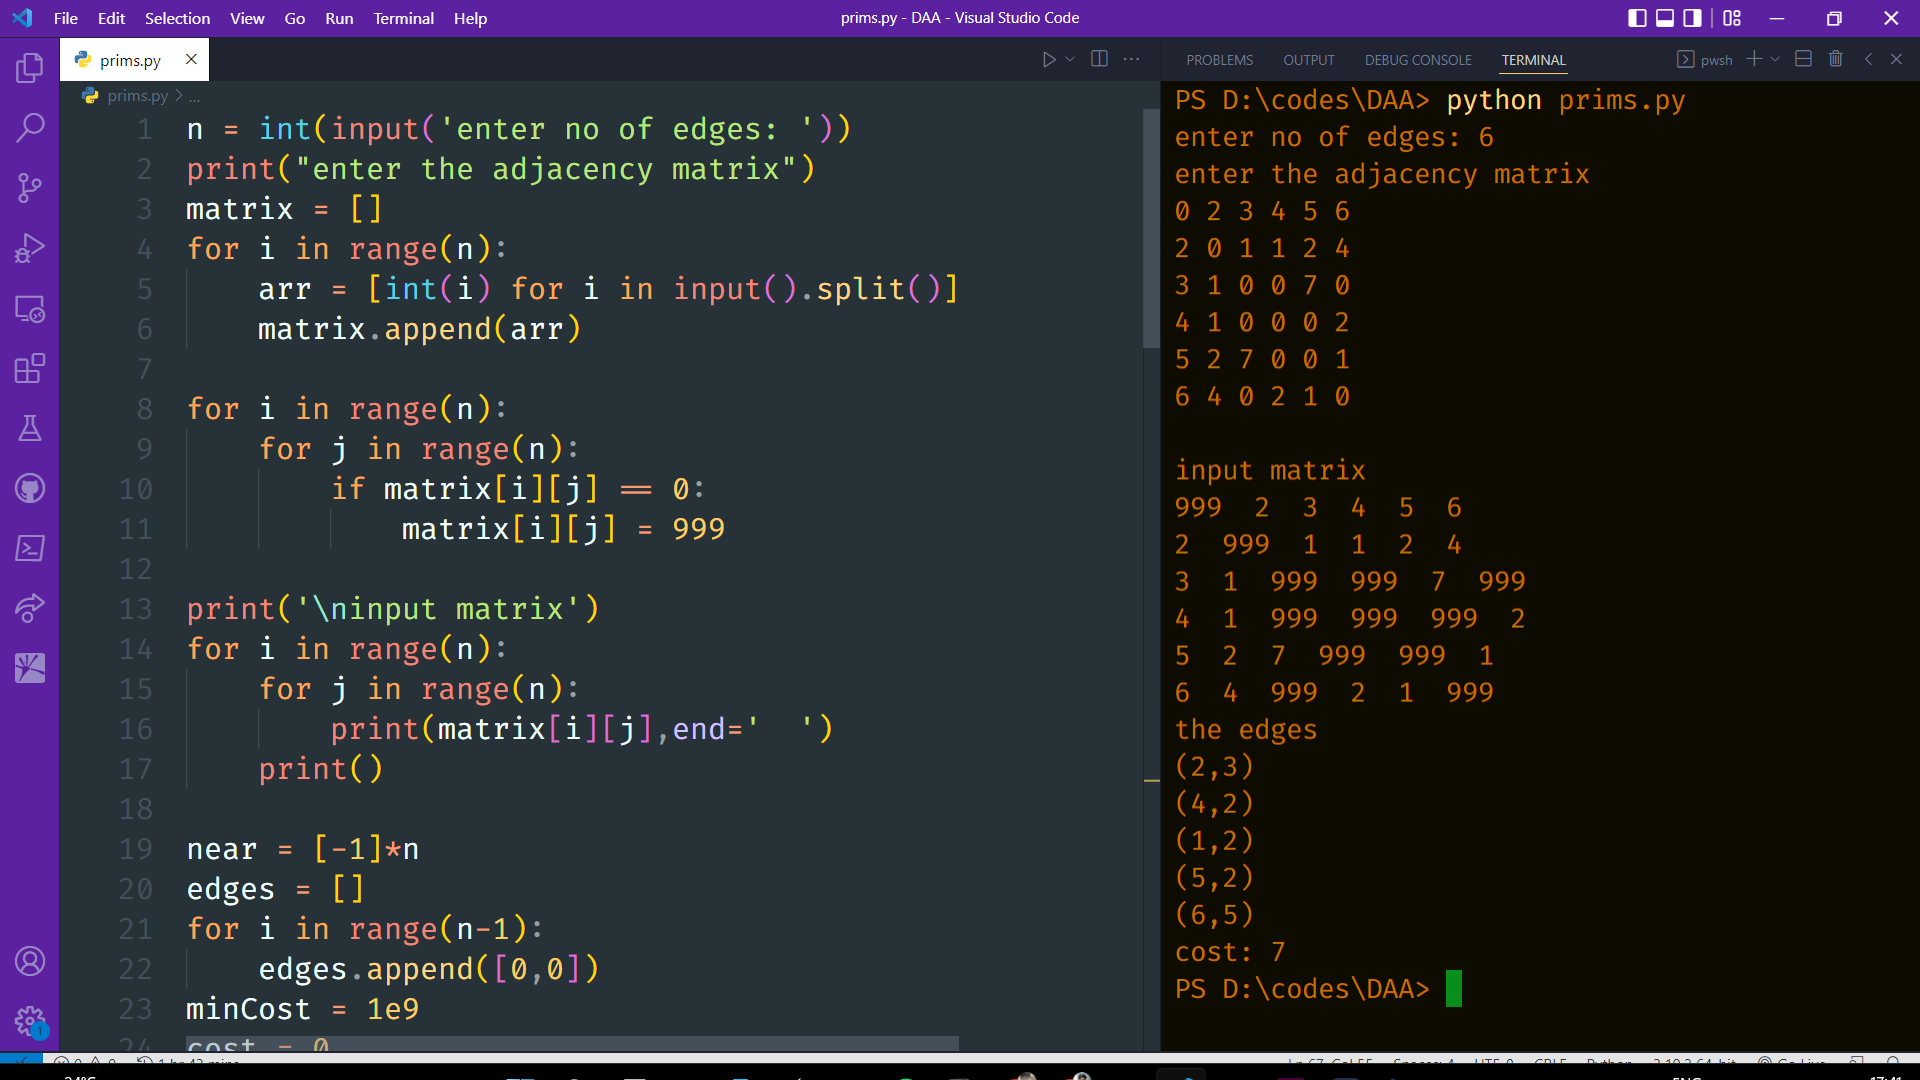 File Edit Selection View Go Run Terminal Help
prims.py - DAA - Visual Studio Code
prims.py
prims.py > ...
1 n = int(input('enter no of edges: '))
2 print("enter the adjacency matrix")
3 matrix = []
4 for i in range(n):
5     arr = [int(i) for i in input().split()]
6     matrix.append(arr)
7
8 for i in range(n):
9     for j in range(n):
10         if matrix[i][j] == 0:
11             matrix[i][j] = 999
12
13 print('\ninput matrix')
14 for i in range(n):
15     for j in range(n):
16         print(matrix[i][j],end='  ')
17     print()
18
19 near = [-1]*n
20 edges = []
21 for i in range(n-1):
22     edges.append([0,0])
23 minCost = 1e9
24 cost = 0
PROBLEMS OUTPUT DEBUG CONSOLE TERMINAL
pwsh
PS D:\codes\DAA> python prims.py
enter no of edges: 6
enter the adjacency matrix
0 2 3 4 5 6
2 0 1 1 2 4
3 1 0 0 7 0
4 1 0 0 0 2
5 2 7 0 0 1
6 4 0 2 1 0
input matrix
999  2  3  4  5  6
2  999  1  1  2  4
3  1  999  999  7  999
4  1  999  999  999  2
5  2  7  999  999  1
6  4  999  2  1  999
the edges
(2,3)
(4,2)
(1,2)
(5,2)
(6,5)
cost: 7
PS D:\codes\DAA>
1